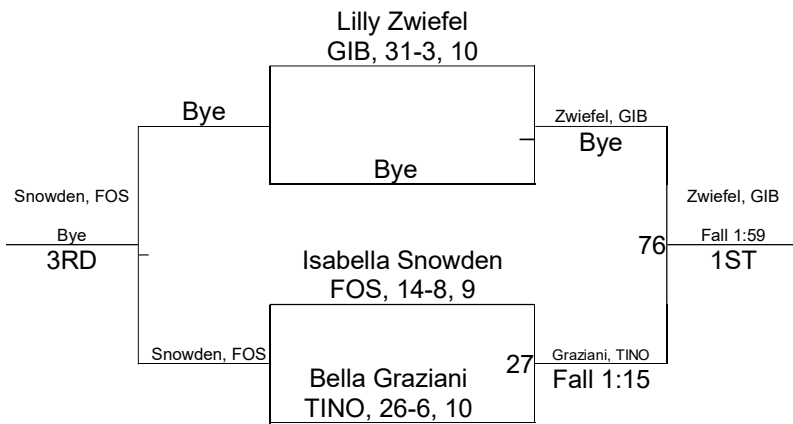 Lilly Zwiefel
GIB, 31-3, 10
Bye
Zwiefel, GIB
Bye
Bye
Snowden, FOS
Zwiefel, GIB
Bye
76
Fall 1:59
3RD
1ST
Isabella Snowden
FOS, 14-8, 9
Snowden, FOS
27
Graziani, TINO
Bella Graziani
Fall 1:15
TINO, 26-6, 10